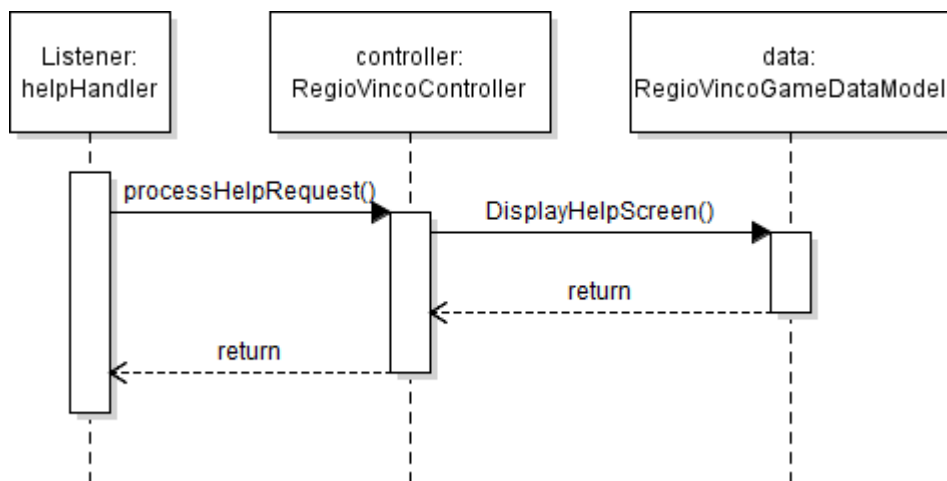 Listener:
helpHandler
controller:
RegioVincoController
data:
RegioVincoGameDataModel
processHelpRequest()
DisplayHelpScreen()
return
return